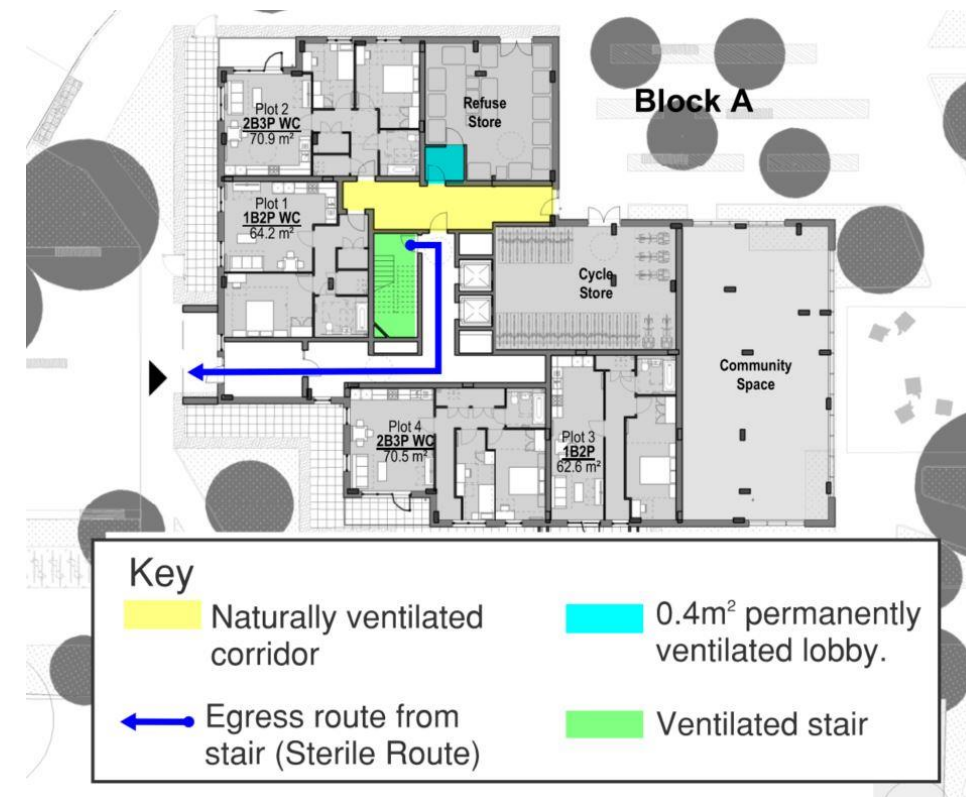 Block A
Plot 2
2B3P WC
70.9 m²
Refuse
Store
Plot 1
1B2P WC
64.2 m²
Cycle
Store
Community
Space
Plot 4
2B3P WC
70.5 m²
Plot 3
1B2P
62.6 m²
Key
Naturally ventilated
corridor
0.4m² permanently
ventilated lobby.
Egress route from
stair (Sterile Route)
Ventilated stair